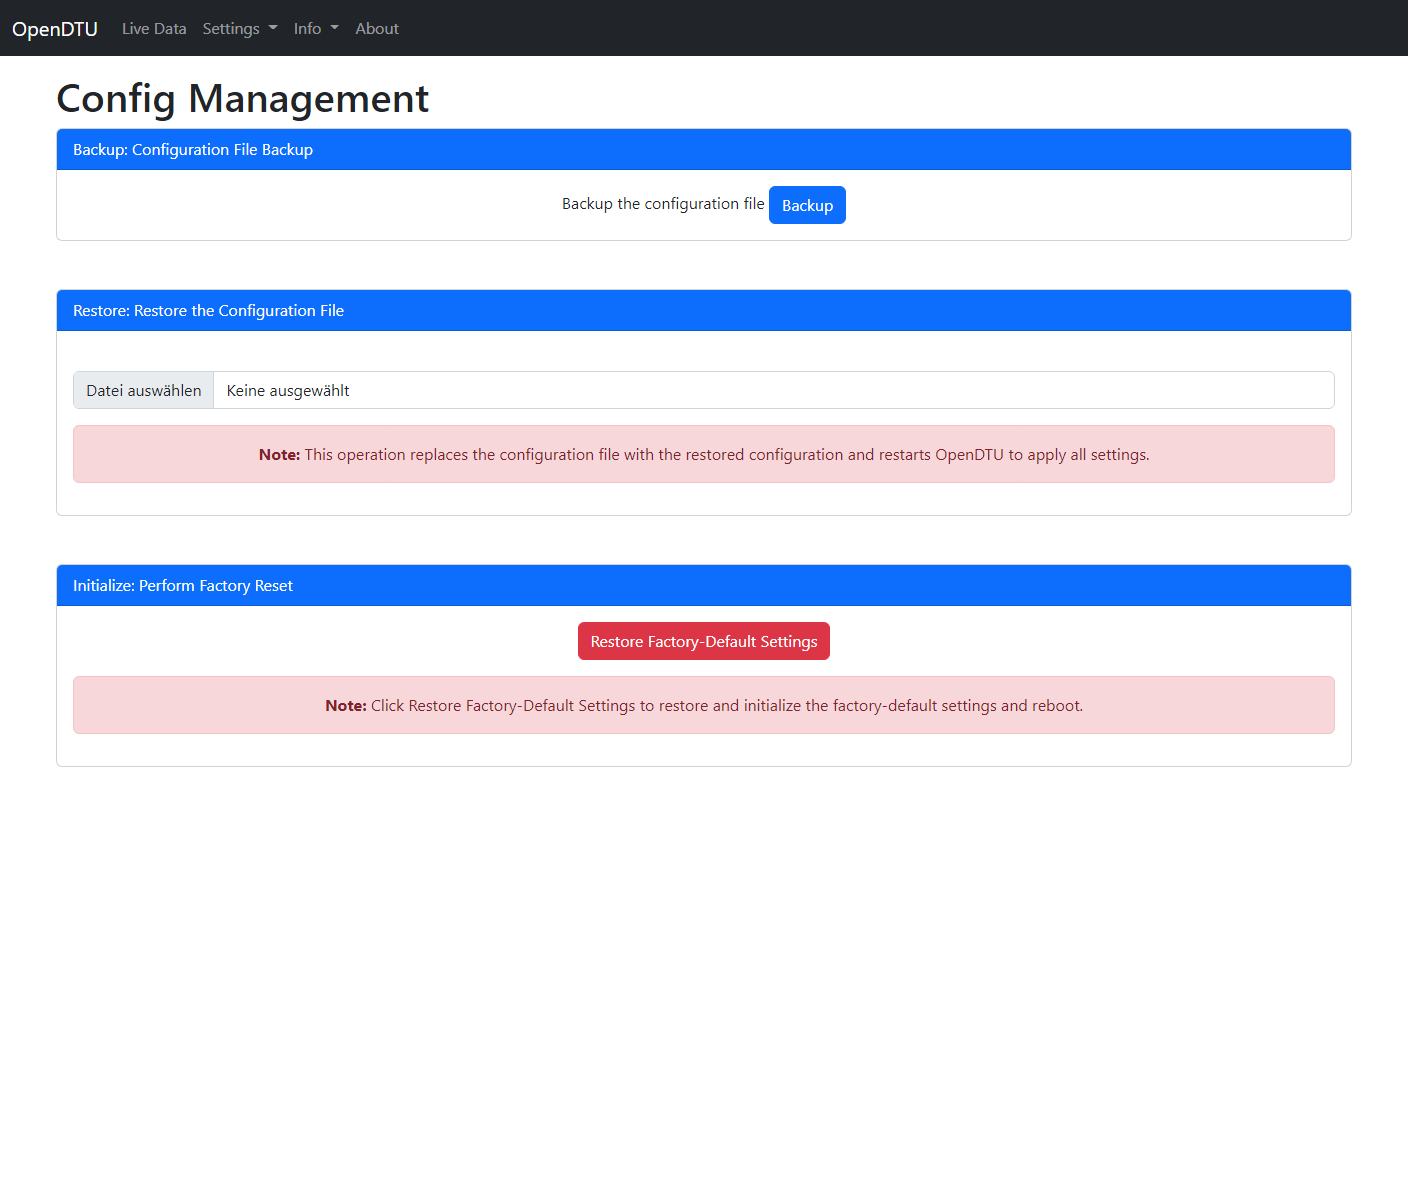 OpenDTU Live Data Settings Info About
Config Management
Backup: Configuration File Backup
Backup the configuration file Backup
Restore: Restore the Configuration File
Datei auswählen Keine ausgewählt
Note: This operation replaces the configuration file with the restored configuration and restarts OpenDTU to apply all settings.
Initialize: Perform Factory Reset
Restore Factory-Default Settings
Note: Click Restore Factory-Default Settings to restore and initialize the factory-default settings and reboot.